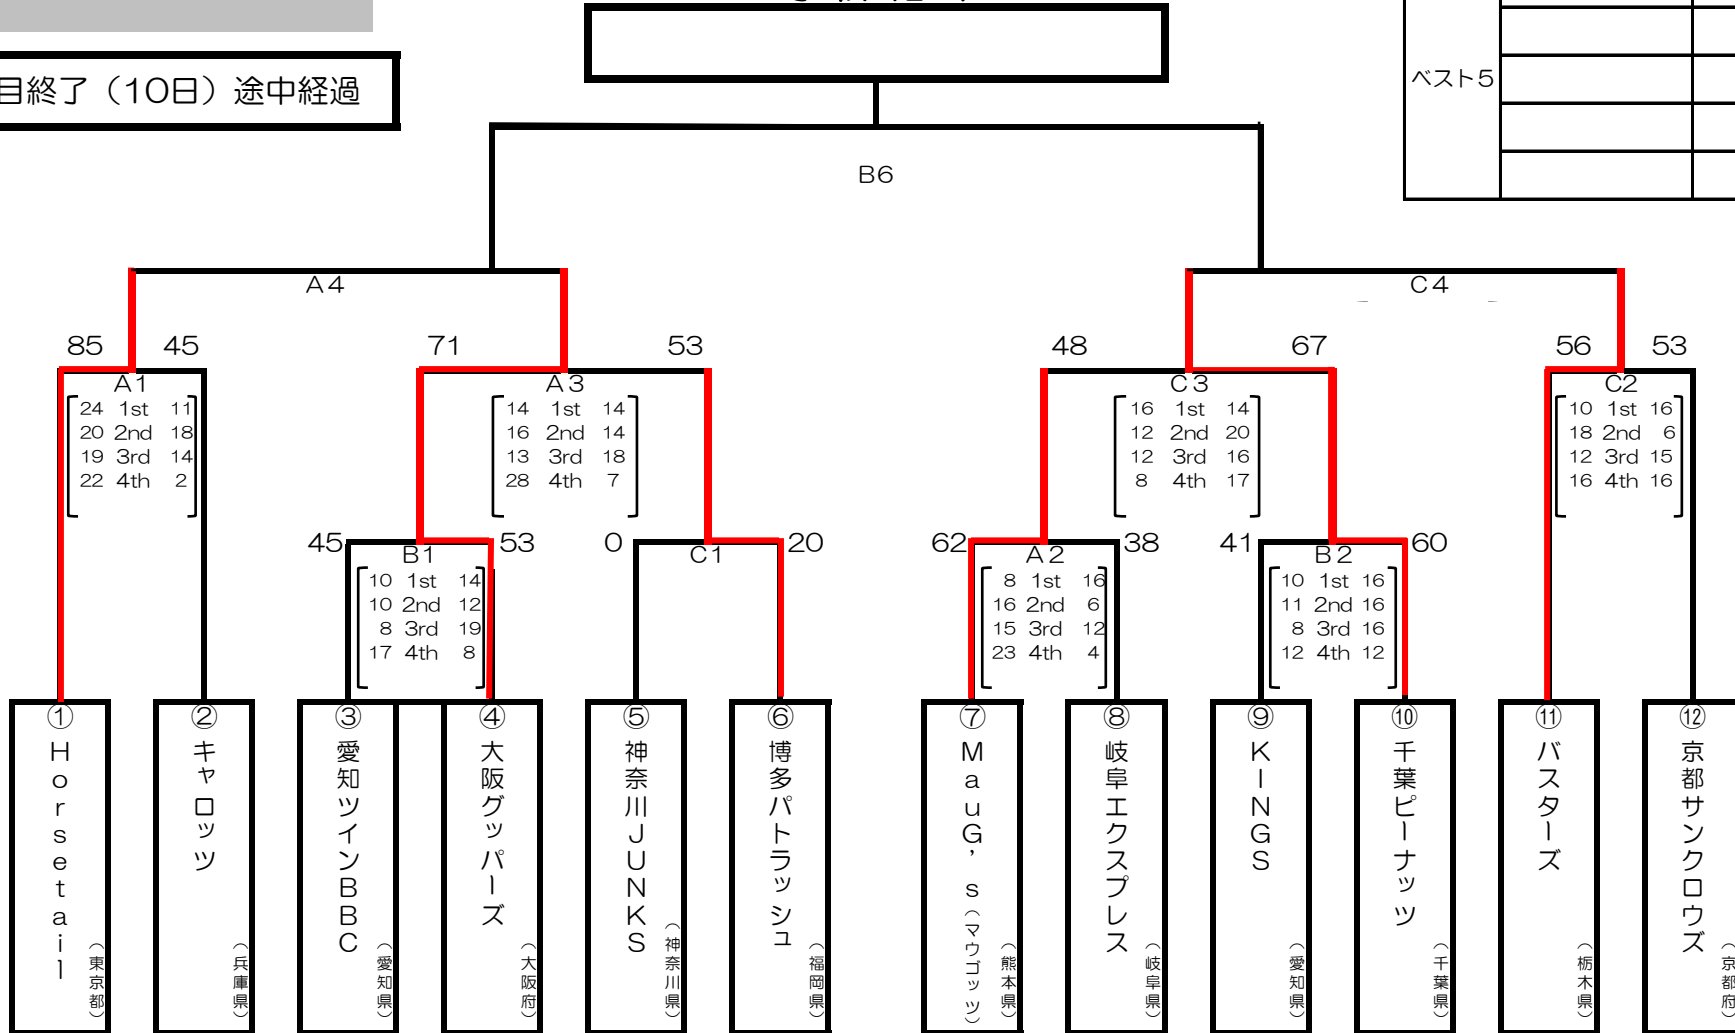 目終了（10日）途中経過
ベスト5
B6
A4
C4
85 45
71 53
48 67
56 53
A1
24 1st 11
20 2nd 18
19 3rd 14
22 4th 2
A3
14 1st 14
16 2nd 14
13 3rd 18
28 4th 7
C3
16 1st 14
12 2nd 20
12 3rd 16
8 4th 17
C2
10 1st 16
18 2nd 6
12 3rd 15
16 4th 16
45 53
B1
10 1st 14
10 2nd 12
8 3rd 19
17 4th 8
0 20
C1
62 38
A2
8 1st 16
16 2nd 6
15 3rd 12
23 4th 4
41 60
B2
10 1st 16
11 2nd 16
8 3rd 16
12 4th 12
① Horsetail
（東京都）
② キャロッツ
（兵庫県）
③ 愛知ツインBBC
（愛知県）
④ 大阪グッパーズ
（大阪府）
⑤ 神奈川JUNKS
（神奈川県）
⑥ 博多パトラッシュ
（福岡県）
⑦ MauG’s（マウゴッツ）
（熊本県）
⑧ 岐阜エクスプレス
（岐阜県）
⑨ KINGS
（愛知県）
⑩ 千葉ピーナッツ
（千葉県）
⑪ バスターズ
（栃木県）
⑫ 京都サンクロウズ
（京都府）